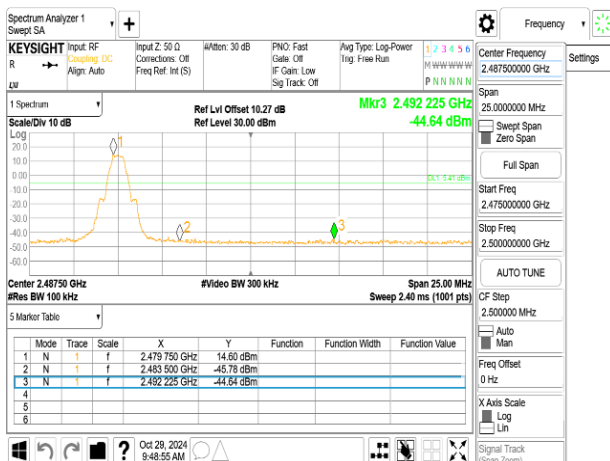 Spectrum Analyzer 1
Swept SA
+
Frequency
KEYSIGHT
R
Input: RF
Coupling: DC
Align: Auto
Input Z: 50 Ω
Corrections: Off
Freq Ref: Int (S)
#Atten: 30 dB
PNO: Fast
Gate: Off
IF Gain: Low
Sig Track: Off
Avg Type: Log-Power
Trig: Free Run
1 2 3 4 5 6
M W W W W W
P N N N N N
Settings
Center Frequency
2.487500000 GHz
Span
25.0000000 MHz
Swept Span
Zero Span
Full Span
Start Freq
2.475000000 GHz
Stop Freq
2.500000000 GHz
AUTO TUNE
CF Step
2.500000 MHz
Auto
Man
Freq Offset
0 Hz
X Axis Scale
Log
Lin
Signal Track
(Span Zoom)
1 Spectrum
Scale/Div 10 dB
Ref Lvl Offset 10.27 dB
Ref Level 30.00 dBm
Mkr3 2.492 225 GHz
-44.64 dBm
Log
20.0
10.0
0.00
-10.0
-20.0
-30.0
-40.0
-50.0
-60.0
1
2
3
DL1 -5.41 dBm
Center 2.48750 GHz
#Res BW 100 kHz
#Video BW 300 kHz
Span 25.00 MHz
Sweep 2.40 ms (1001 pts)
5 Marker Table
Mode Trace Scale X Y Function Function Width Function Value
1 N 1 f 2.479 750 GHz 14.60 dBm
2 N 1 f 2.483 500 GHz -45.78 dBm
3 N 1 f 2.492 225 GHz -44.64 dBm
4
5
6
?
Oct 29, 2024
9:48:55 AM